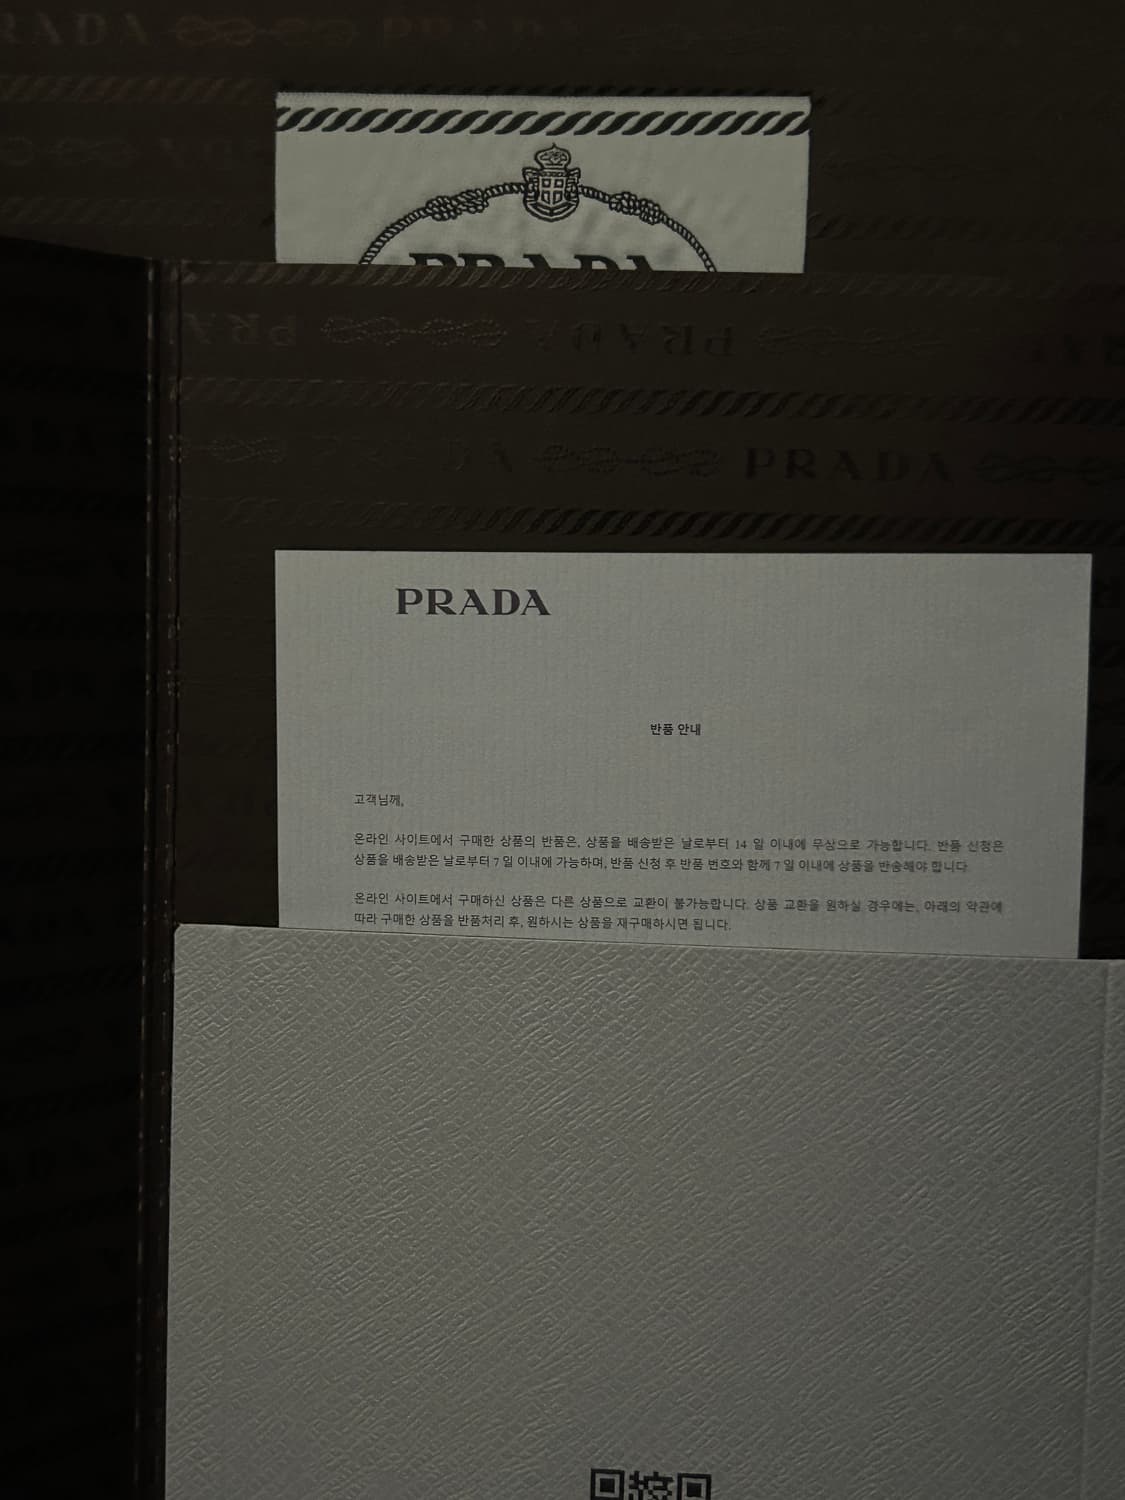 PRADA
PRADA
PRADA
PRADA
PRADA
PRADA
반품 안내
고객님께,
온라인 사이트에서 구매한 상품의 반품은, 상품을 배송받은 날로부터 14 일 이내에 무상으로 가능합니다. 반품 신청은
상품을 배송받은 날로부터 7 일 이내에 가능하며, 반품 신청 후 반품 번호와 함께 7 일 이내에 상품을 반송해야 합니다.
온라인 사이트에서 구매하신 상품은 다른 상품으로 교환이 불가능합니다. 상품 교환을 원하실 경우에는, 아래의 약관에
따라 구매한 상품을 반품처리 후, 원하시는 상품을 재구매하시면 됩니다.